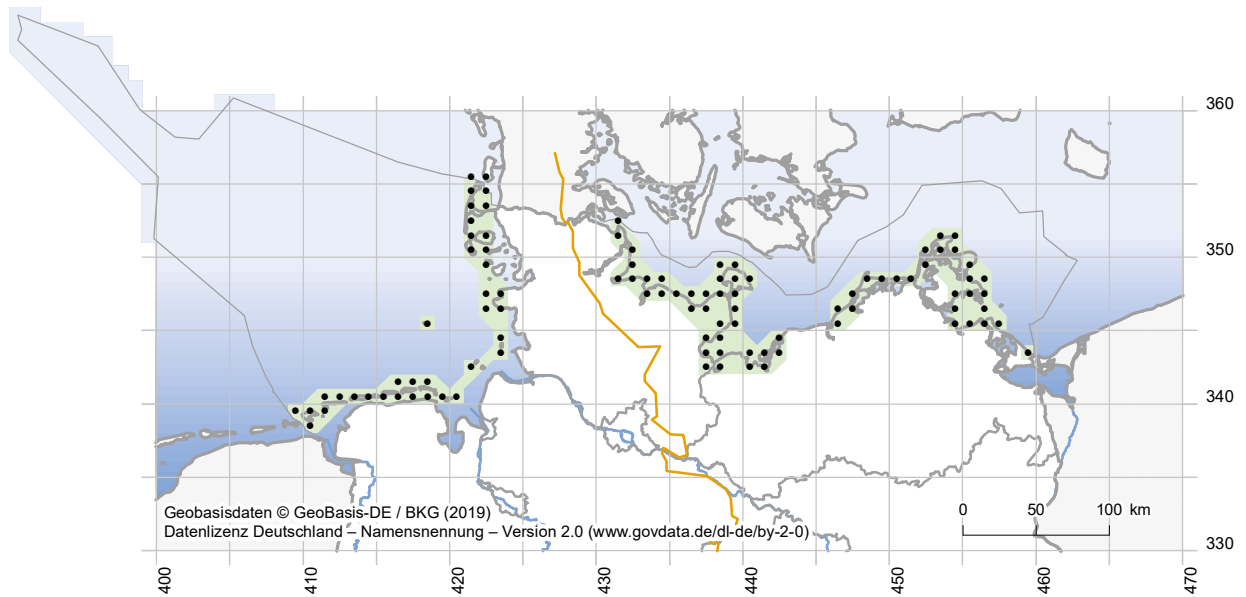 360
350
340
330
Geobasisdaten © GeoBasis-DE / BKG (2019)
Datenlizenz Deutschland – Namensnennung – Version 2.0 (www.govdata.de/dl-de/by-2-0)
0 50 100 km
400 410 420 430 440 450 460 470